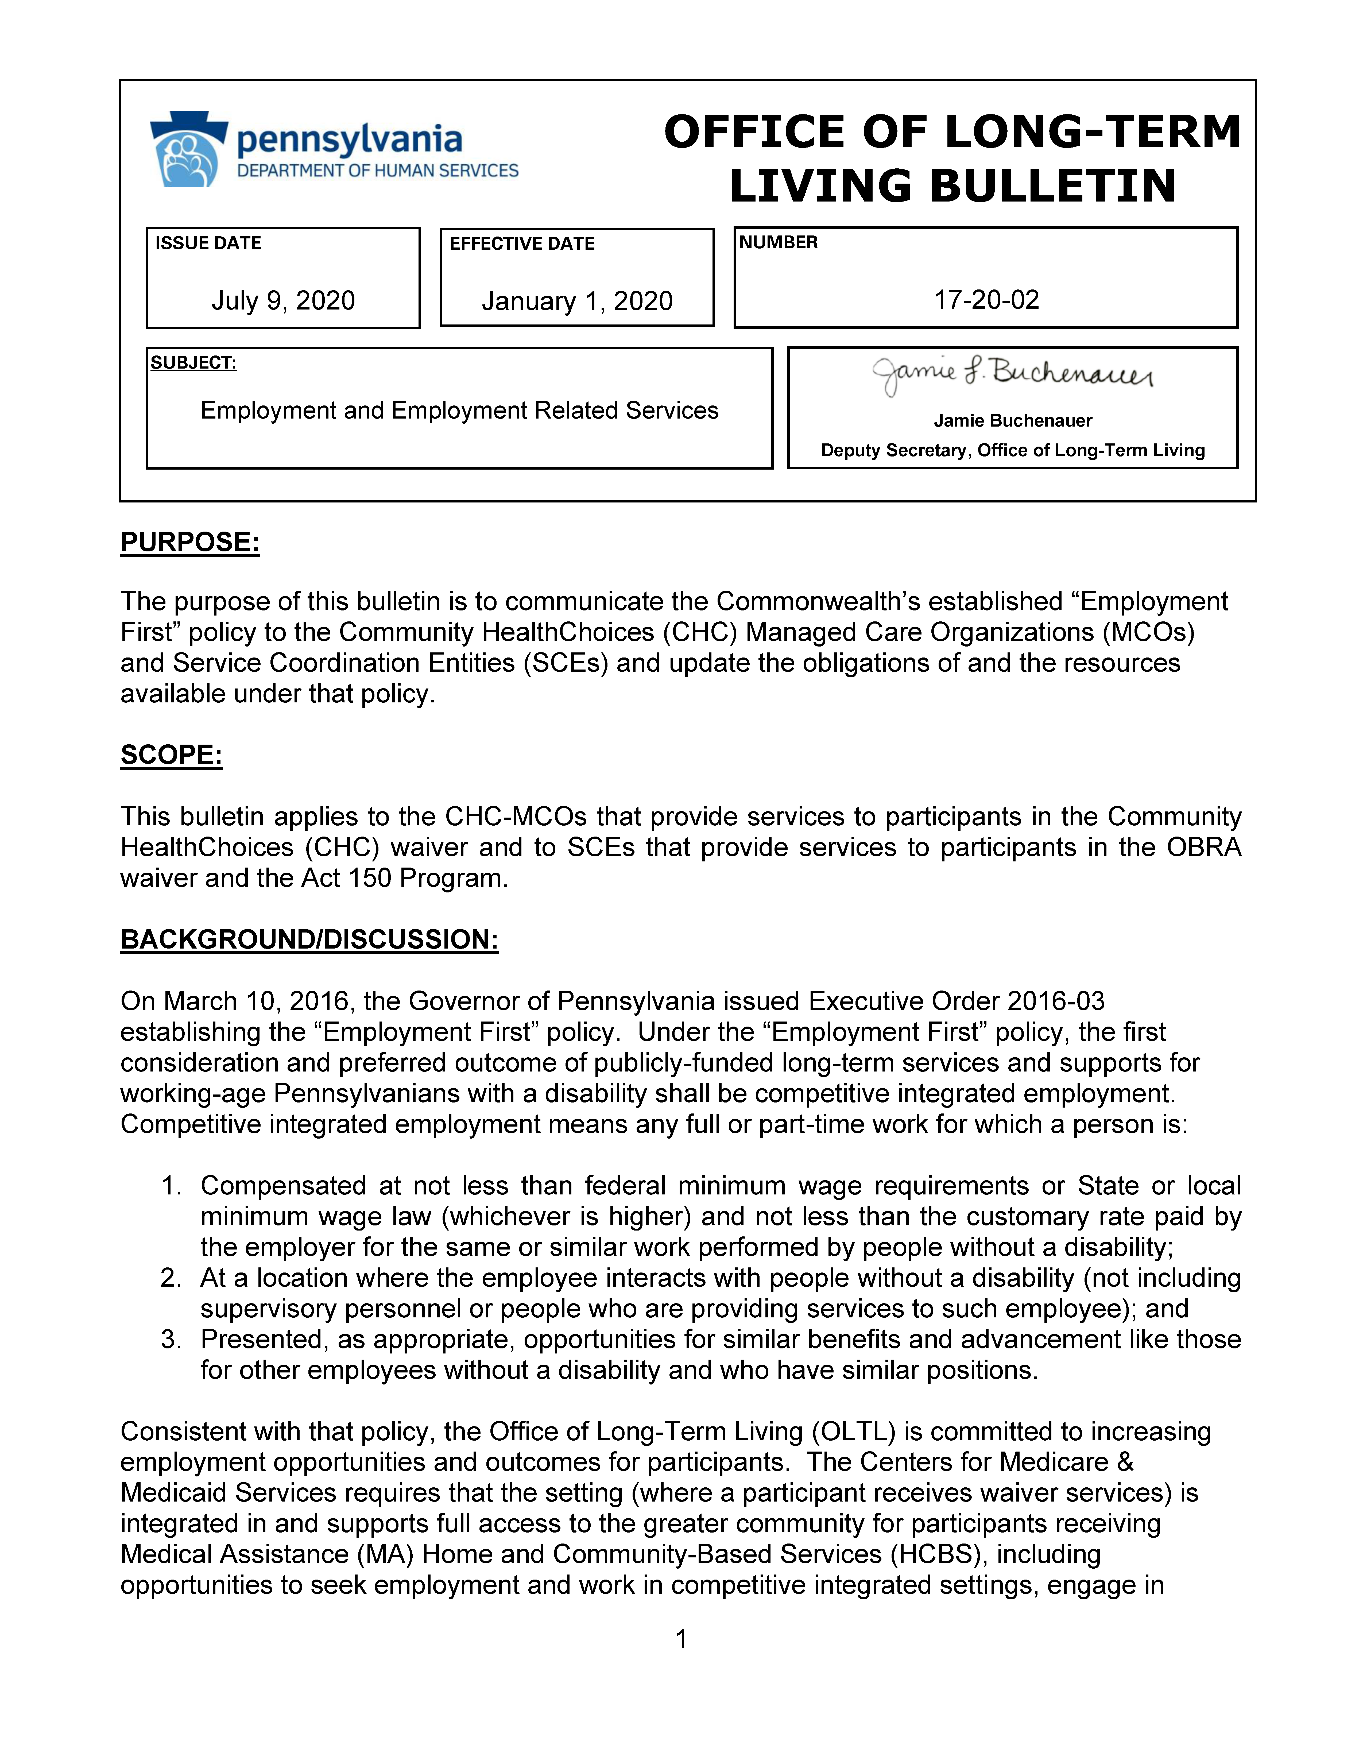 pennsylvania
DEPARTMENT OF HUMAN SERVICES
OFFICE OF LONG-TERM
LIVING BULLETIN
ISSUE DATE
July 9, 2020
EFFECTIVE DATE
January 1, 2020
NUMBER
17-20-02
SUBJECT:
Employment and Employment Related Services
Jamie L. Buchenauer
Jamie Buchenauer
Deputy Secretary, Office of Long-Term Living
PURPOSE:
The purpose of this bulletin is to communicate the Commonwealth’s established “Employment
First” policy to the Community HealthChoices (CHC) Managed Care Organizations (MCOs)
and Service Coordination Entities (SCEs) and update the obligations of and the resources
available under that policy.
SCOPE:
This bulletin applies to the CHC-MCOs that provide services to participants in the Community
HealthChoices (CHC) waiver and to SCEs that provide services to participants in the OBRA
waiver and the Act 150 Program.
BACKGROUND/DISCUSSION:
On March 10, 2016, the Governor of Pennsylvania issued Executive Order 2016-03
establishing the “Employment First” policy.  Under the “Employment First” policy, the first
consideration and preferred outcome of publicly-funded long-term services and supports for
working-age Pennsylvanians with a disability shall be competitive integrated employment.
Competitive integrated employment means any full or part-time work for which a person is:
1. Compensated at not less than federal minimum wage requirements or State or local
minimum wage law (whichever is higher) and not less than the customary rate paid by
the employer for the same or similar work performed by people without a disability;
2. At a location where the employee interacts with people without a disability (not including
supervisory personnel or people who are providing services to such employee); and
3. Presented, as appropriate, opportunities for similar benefits and advancement like those
for other employees without a disability and who have similar positions.
Consistent with that policy, the Office of Long-Term Living (OLTL) is committed to increasing
employment opportunities and outcomes for participants.  The Centers for Medicare &
Medicaid Services requires that the setting (where a participant receives waiver services) is
integrated in and supports full access to the greater community for participants receiving
Medical Assistance (MA) Home and Community-Based Services (HCBS), including
opportunities to seek employment and work in competitive integrated settings, engage in
1